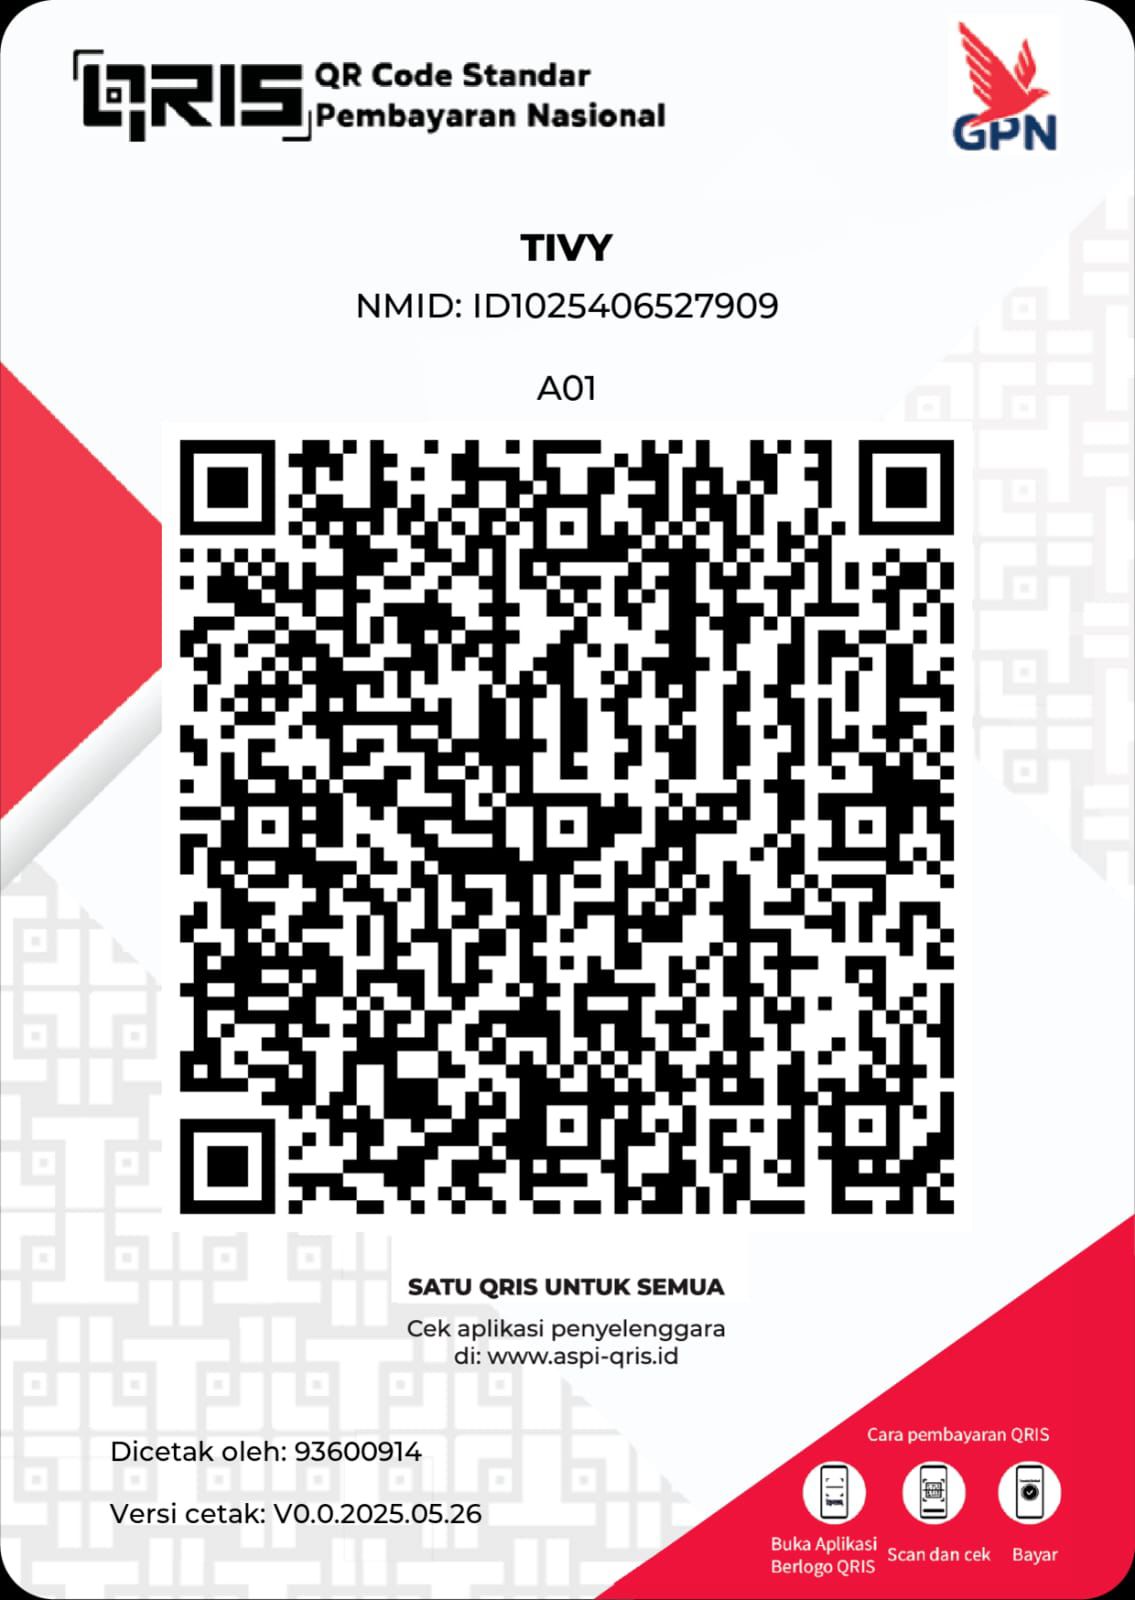 QRIS QR Code Standar
Pembayaran Nasional
GPN
TIVY
NMID: ID1025406527909
A01
SATU QRIS UNTUK SEMUA
Cek aplikasi penyelenggara
di: www.aspi-qris.id
Dicetak oleh: 93600914
Versi cetak: V0.0.2025.05.26
Cara pembayaran QRIS
Buka Aplikasi
Berlogo QRIS
Scan dan cek
Bayar